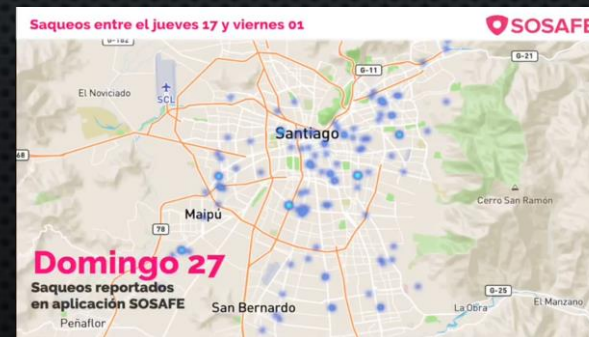 Saqueos entre el jueves 17 y viernes 01
SOSAFE
G-21
G-11
El Noviciado
SCL
Santiago
68
Cerro San Ramón
Maipú
78
Domingo 27
Saqueos reportados
en aplicación SOSAFE
G-25
San Bernardo
La Obra
El Manzano
Peñaflor